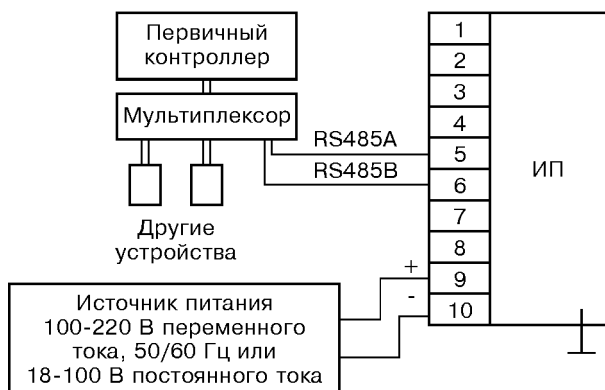 Первичный
контроллер
Мультиплексор
Другие
устройства
RS485A
RS485B
1
2
3
4
5
6
7
8
9
10
ИП
+
-
Источник питания
100-220 В переменного
тока, 50/60 Гц или
18-100 В постоянного тока